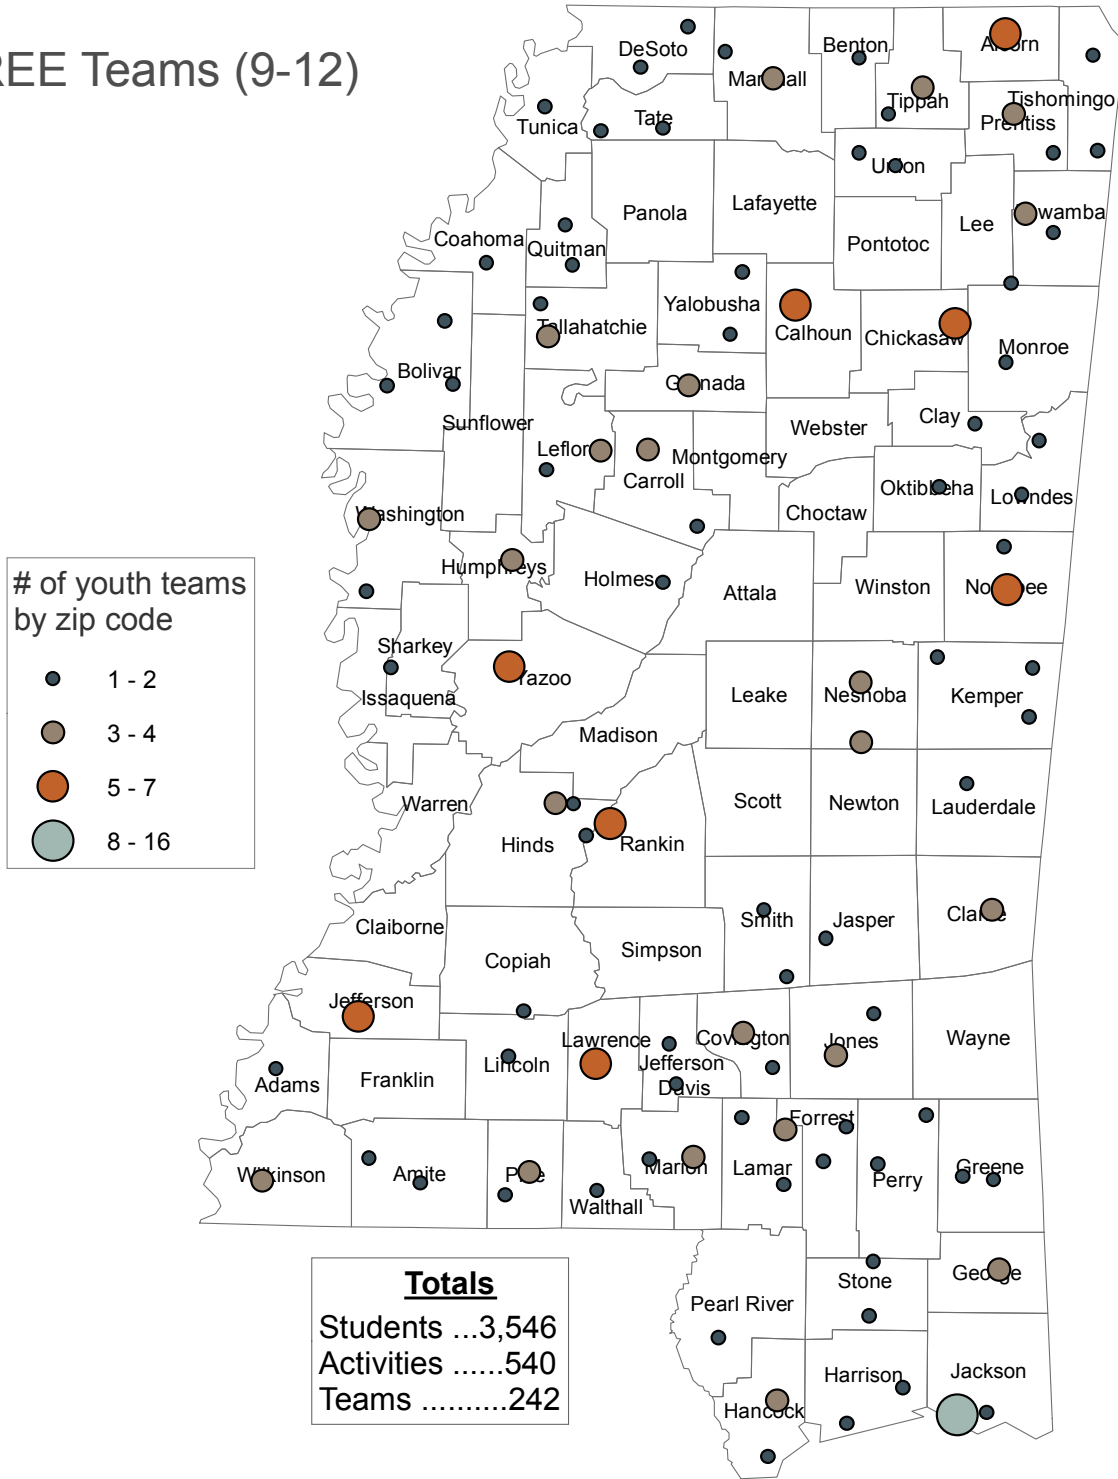 REE Teams (9-12)
DeSoto
Benton
Alcorn
Marshall
Tippah
Tishomingo
Tunica
Tate
Prentiss
Union
Panola
Lafayette
Itawamba
Lee
Coahoma
Quitman
Pontotoc
Yalobusha
Tallahatchie
Calhoun
Chickasaw
Monroe
Bolivar
Grenada
Sunflower
Clay
Webster
Leflore
Montgomery
Carroll
Oktibbeha
Lowndes
Choctaw
Washington
Humphreys
Holmes
Attala
Winston
Noxubee
# of youth teams
by zip code
1 - 2
3 - 4
5 - 7
8 - 16
Sharkey
Issaquena
Yazoo
Leake
Neshoba
Kemper
Madison
Warren
Scott
Newton
Lauderdale
Hinds
Rankin
Claiborne
Smith
Jasper
Clarke
Copiah
Simpson
Jefferson
Lawrence
Covington
Jones
Wayne
Lincoln
Jefferson
Davis
Adams
Franklin
Forrest
Wilkinson
Amite
Pike
Marion
Lamar
Perry
Greene
Walthall
George
Stone
Pearl River
Harrison
Jackson
Hancock
Totals
Students ...3,546
Activities ......540
Teams ..........242